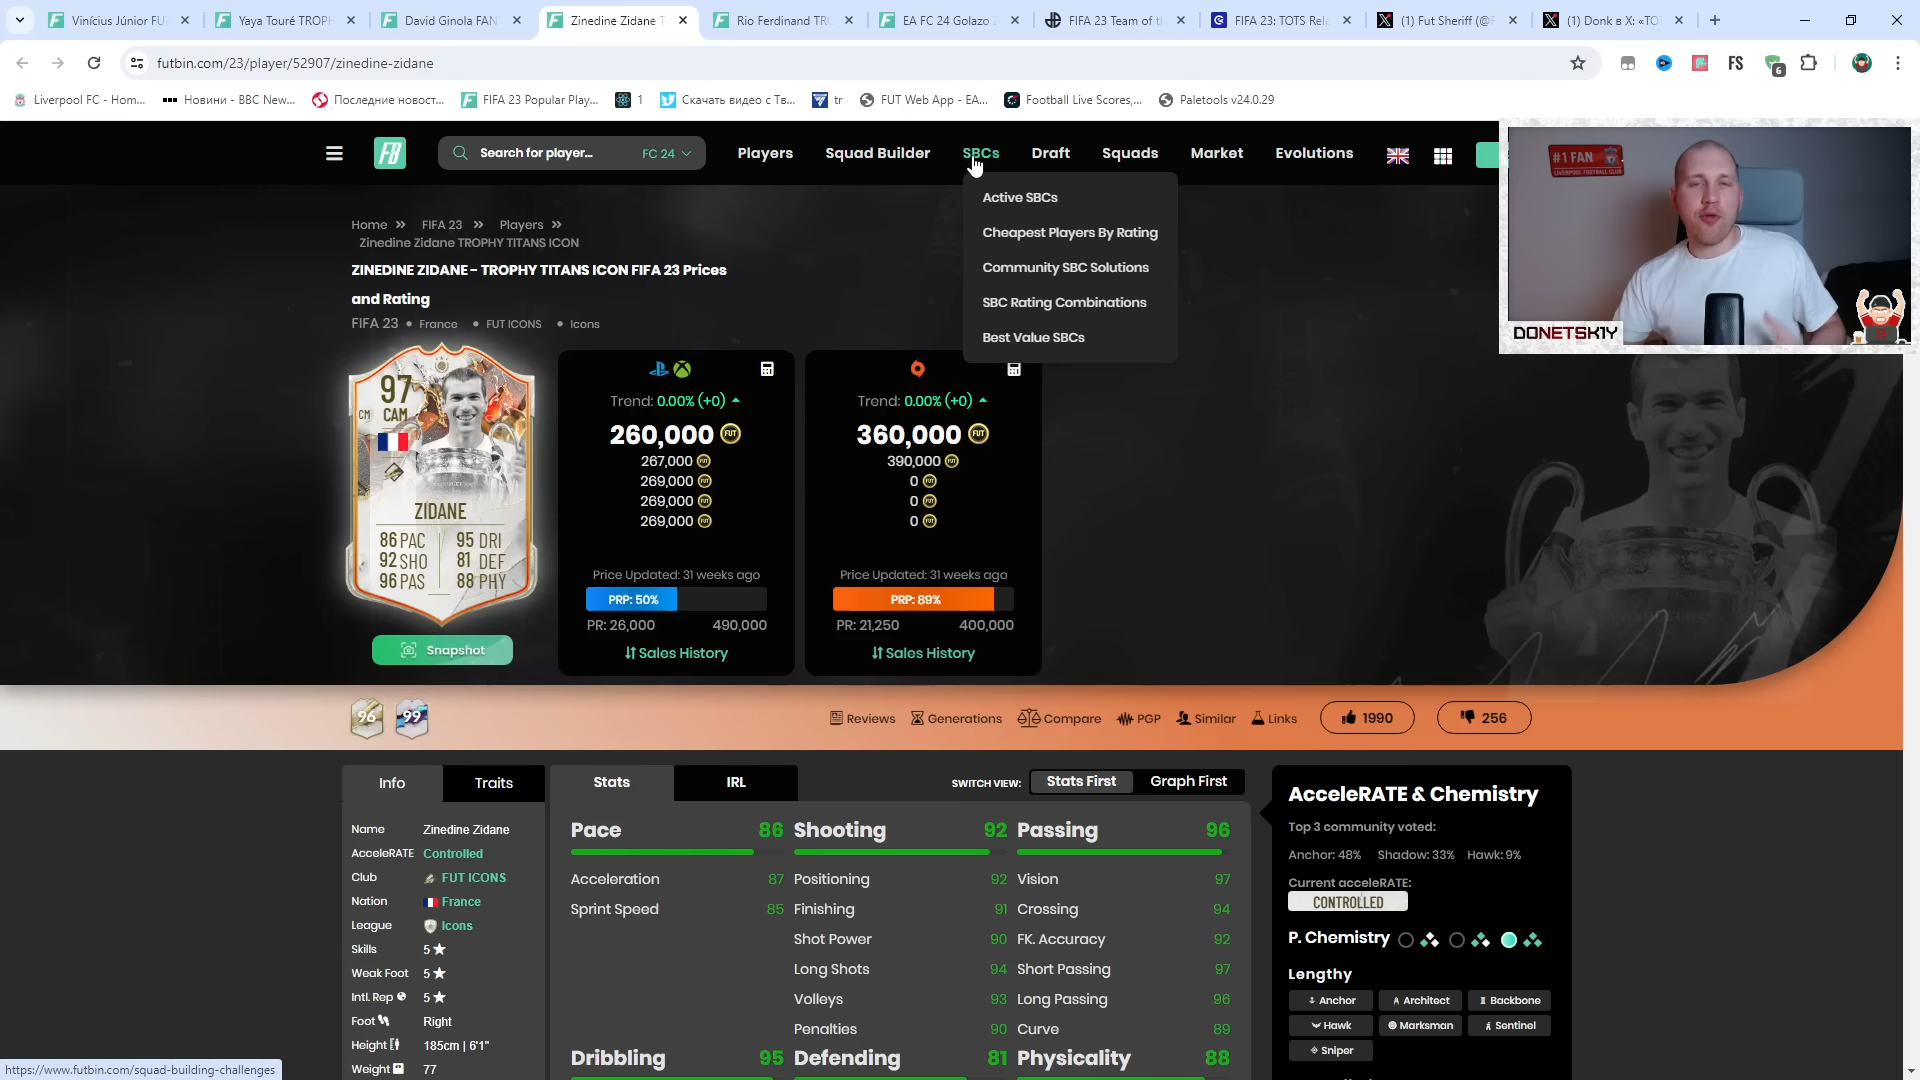 Vinícius Júnior FU
Yaya Touré TROPH
David Ginola FAN
Zinedine Zidane T
Rio Ferdinand TRO
EA FC 24 Golazo 2
FIFA 23 Team of th
FIFA 23: TOTS Rele
(1) Fut Sheriff (@F
(1) Donk в X: «TO
futbin.com/23/player/52907/zinedine-zidane
FS
6
Liverpool FC - Hom...
Новини - BBC New...
Последние новост...
FIFA 23 Popular Play...
1
Скачать видео с Тв...
tr
FUT Web App - EA...
Football Live Scores,...
Paletools v24.0.29
FB
Search for player...
FC 24
Players
Squad Builder
SBCs
Draft
Squads
Market
Evolutions
Active SBCs
Cheapest Players By Rating
Community SBC Solutions
SBC Rating Combinations
Best Value SBCs
#1 FAN
LIVERPOOL FOOTBALL CLUB
DONETSK1Y
Home » FIFA 23 » Players »
Zinedine Zidane TROPHY TITANS ICON
ZINEDINE ZIDANE - TROPHY TITANS ICON FIFA 23 Prices
and Rating
FIFA 23 • France • FUT ICONS • Icons
97
CM CAM
ZIDANE
86 PAC 95 DRI
92 SHO 81 DEF
96 PAS 88 PHY
Snapshot
Trend: 0.00% (+0)
260,000 FUT
267,000
269,000
269,000
269,000
Price Updated: 31 weeks ago
PRP: 50%
PR: 26,000 490,000
Sales History
Trend: 0.00% (+0)
360,000 FUT
390,000
0
0
0
Price Updated: 31 weeks ago
PRP: 89%
PR: 21,250 400,000
Sales History
96
99
Reviews
Generations
Compare
PGP
Similar
Links
1990
256
Info
Traits
Name Zinedine Zidane
AcceleRATE Controlled
Club FUT ICONS
Nation France
League Icons
Skills 5
Weak Foot 5
Intl. Rep 5
Foot Right
Height 185cm | 6'1"
Weight 77
Stats
IRL
SWITCH VIEW: Stats First Graph First
Pace 86 Shooting 92 Passing 96
Acceleration 87 Positioning 92 Vision 97
Sprint Speed 85 Finishing 91 Crossing 94
Shot Power 90 FK. Accuracy 92
Long Shots 94 Short Passing 97
Volleys 93 Long Passing 96
Penalties 90 Curve 89
Dribbling 95 Defending 81 Physicality 88
AcceleRATE & Chemistry
Top 3 community voted:
Anchor: 48% Shadow: 33% Hawk: 9%
Current acceleRATE:
CONTROLLED
P. Chemistry
Lengthy
Anchor Architect Backbone
Hawk Marksman Sentinel
Sniper
https://www.futbin.com/squad-building-challenges